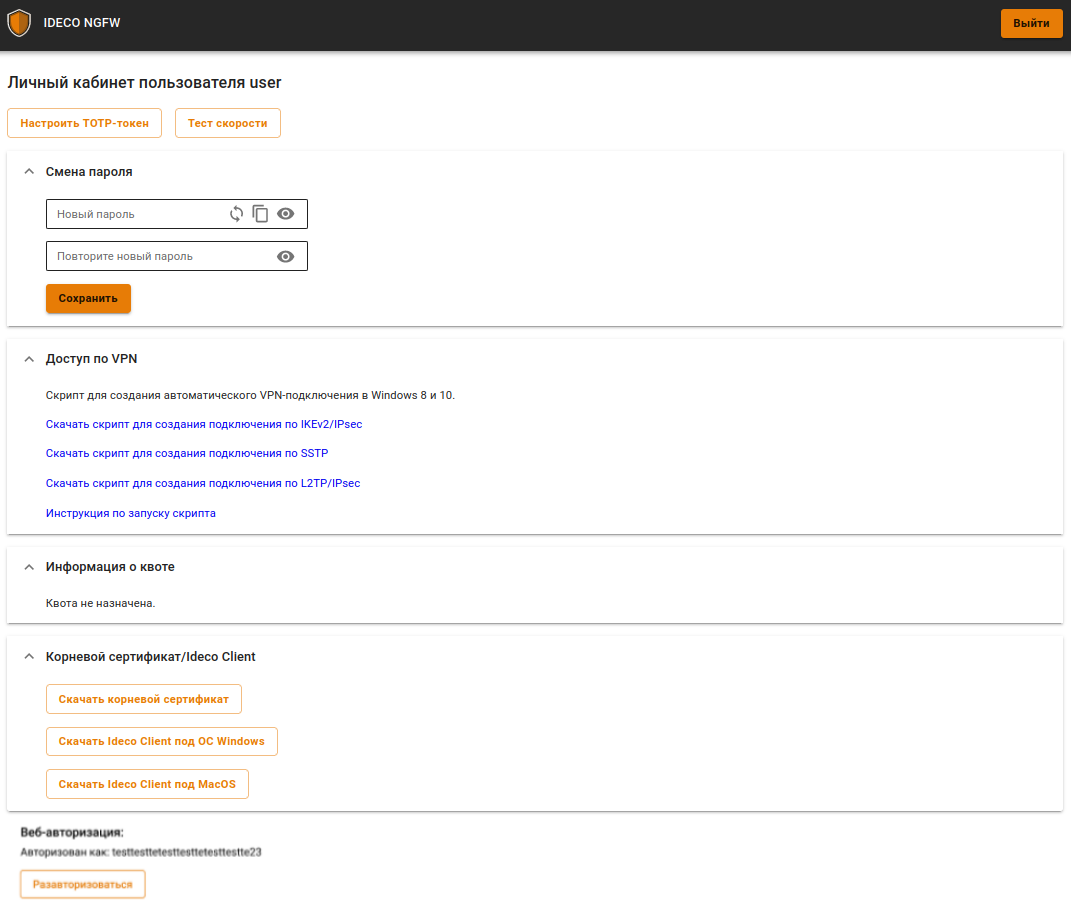 IDECO NGFW
Выйти
Личный кабинет пользователя user
Настроить TOTP-токен
Тест скорости
Смена пароля
Новый пароль
Повторите новый пароль
Сохранить
Доступ по VPN
Скрипт для создания автоматического VPN-подключения в Windows 8 и 10.
Скачать скрипт для создания подключения по IKEv2/IPsec
Скачать скрипт для создания подключения по SSTP
Скачать скрипт для создания подключения по L2TP/IPsec
Инструкция по запуску скрипта
Информация о квоте
Квота не назначена.
Корневой сертификат/Ideco Client
Скачать корневой сертификат
Скачать Ideco Client под ОС Windows
Скачать Ideco Client под MacOS
Веб-авторизация:
Авторизован как: testtesttetesttesttetesttestte23
Разавторизоваться